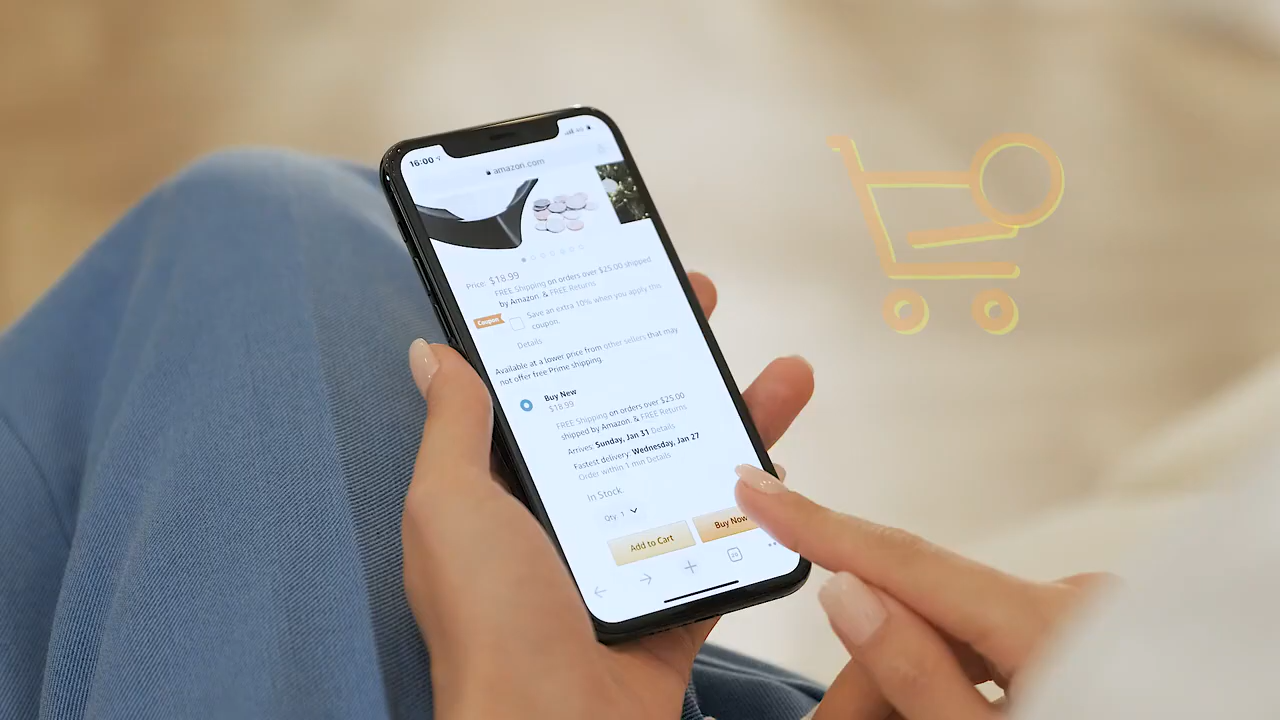 16:00
4G
amazon.com
Price: $18.99
FREE Shipping on orders over $25.00 shipped
by Amazon. & FREE Returns
Coupon
Save an extra 10% when you apply this
coupon.
Details
Available at a lower price from other sellers that may
not offer free Prime shipping.
Buy New
$18.99
FREE Shipping on orders over $25.00
shipped by Amazon. & FREE Returns
Arrives: Sunday, Jan 31 Details
Fastest delivery: Wednesday, Jan 27
Order within 1 min Details
In Stock.
Qty: 1
Add to Cart
Buy Now
26